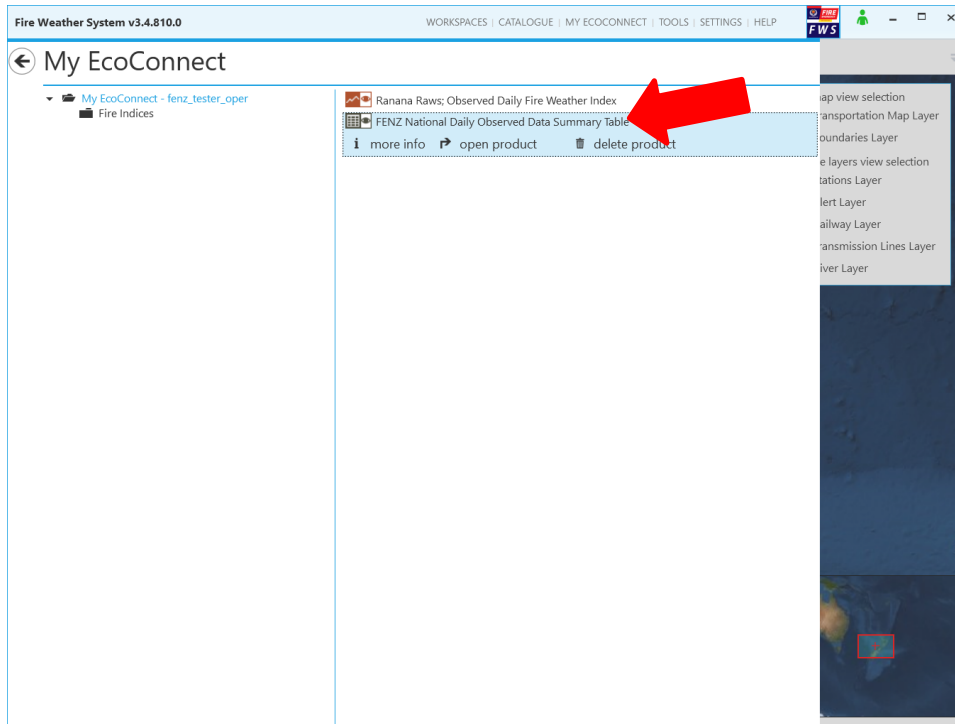 Fire Weather System v3.4.810.0
WORKSPACES | CATALOGUE | MY ECOCONNECT | TOOLS | SETTINGS | HELP
FIRE
FWS
My EcoConnect
My EcoConnect - fenz_tester_oper
Fire Indices
Ranana Raws; Observed Daily Fire Weather Index
FENZ National Daily Observed Data Summary Table
more info open product delete product
ap view selection
ransportation Map Layer
oundaries Layer
e layers view selection
tations Layer
lert Layer
ailway Layer
ransmission Lines Layer
iver Layer